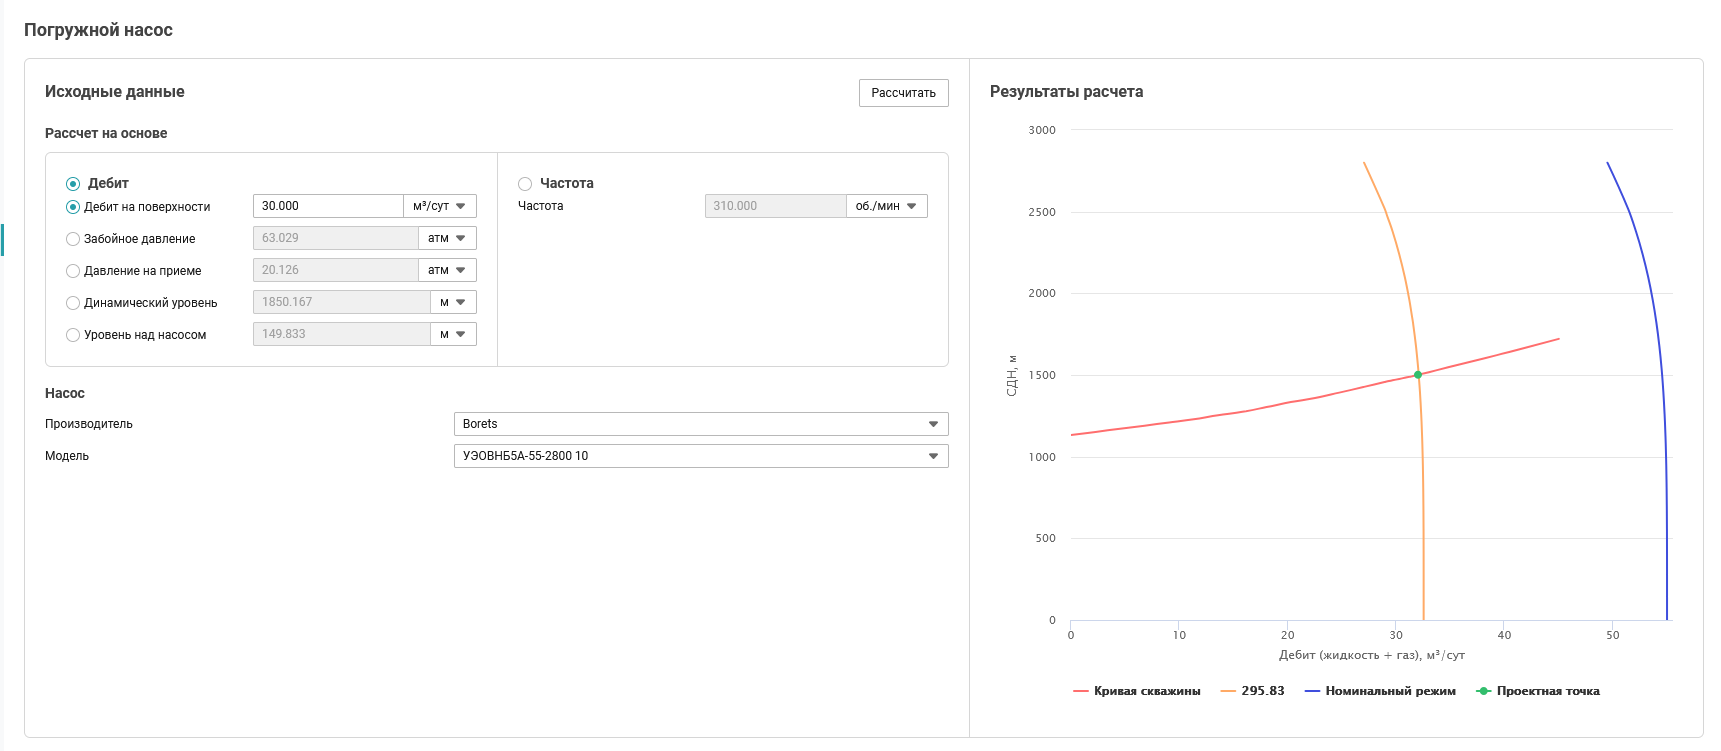 Погружной насос
Исходные данные
Рассчитать
Рассчет на основе
Дебит
Дебит на поверхности
30.000
м³/сут
Забойное давление
63.029
атм
Давление на приеме
20.126
атм
Динамический уровень
1850.167
м
Уровень над насосом
149.833
м
Частота
Частота
310.000
об./мин
Насос
Производитель
Borets
Модель
УЭОВНБ5А-55-2800 10
Результаты расчета
3000
2500
2000
1500
1000
500
0
СДН, м
0 10 20 30 40 50
Дебит (жидкость + газ), м³/сут
Кривая скважины
295.83
Номинальный режим
Проектная точка